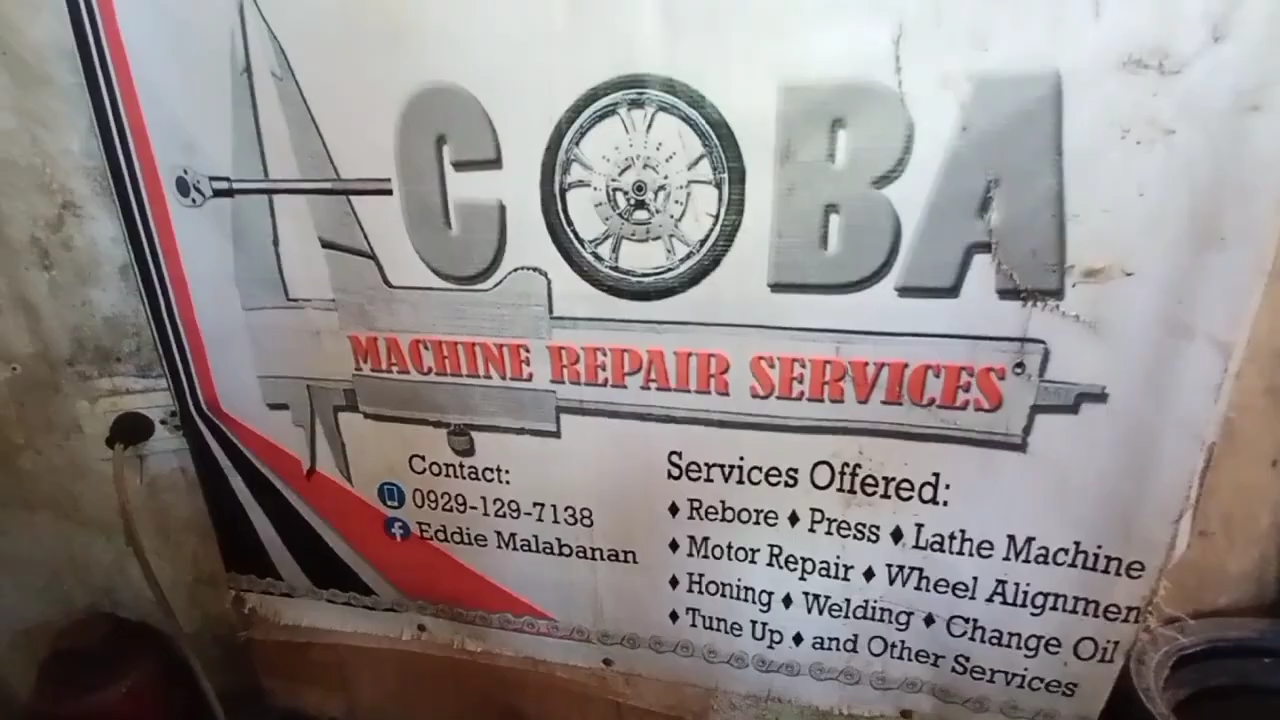 ACOBA
MACHINE REPAIR SERVICES
Contact:
0929-129-7138
Eddie Malabanan
Services Offered:
♦ Rebore ♦ Press ♦ Lathe Machine
♦ Motor Repair ♦ Wheel Alignmen
♦ Honing ♦ Welding ♦ Change Oil
♦ Tune Up ♦ and Other Services